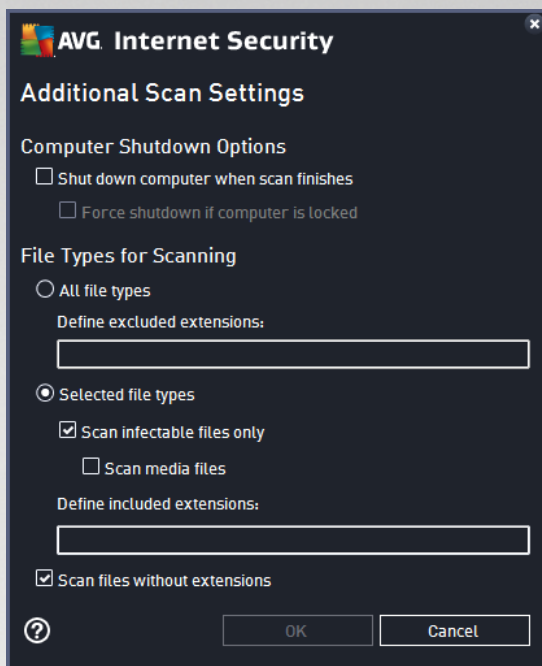 AVG. Internet Security
Additional Scan Settings
Computer Shutdown Options
Shut down computer when scan finishes
Force shutdown if computer is locked
File Types for Scanning
All file types
Define excluded extensions:
Selected file types
Scan infectable files only
Scan media files
Define included extensions:
Scan files without extensions
OK Cancel